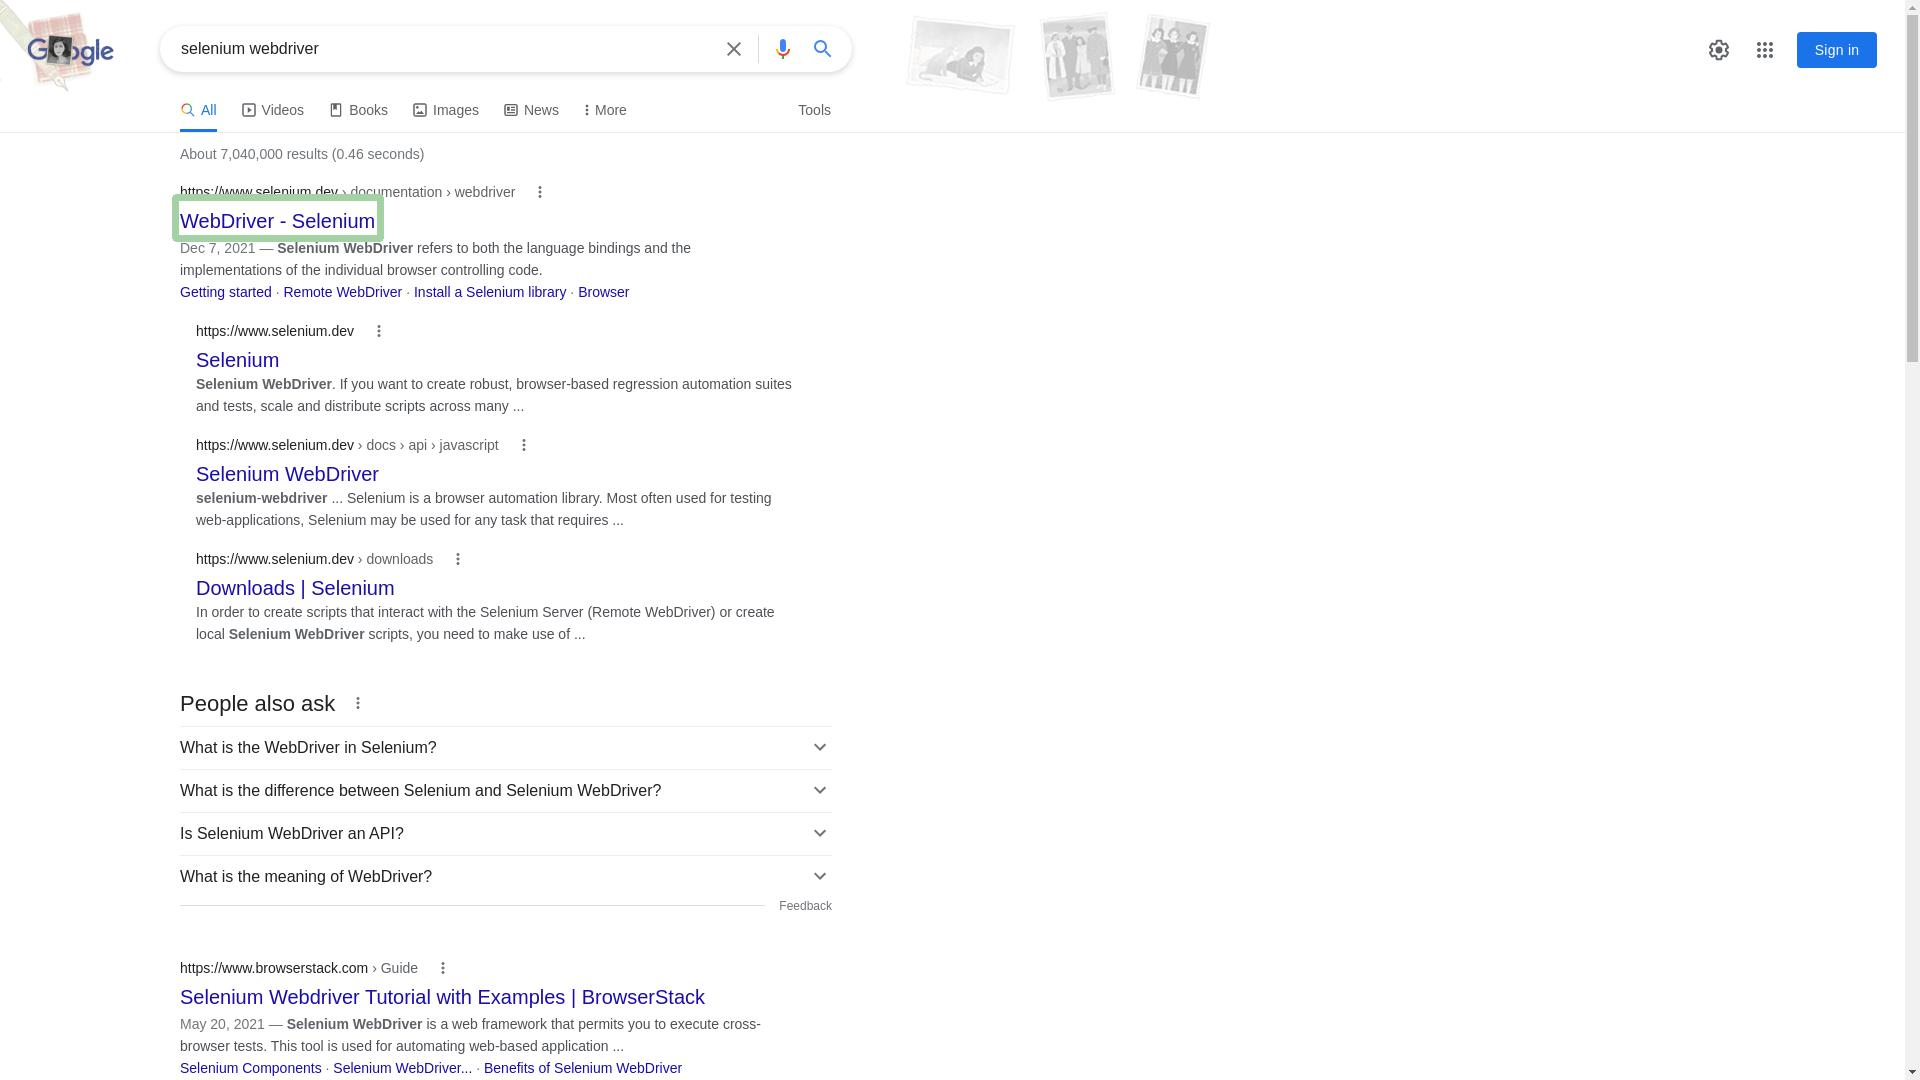 Google
selenium webdriver
Sign in
All
Videos
Books
Images
News
More
Tools
About 7,040,000 results (0.46 seconds)
https://www.selenium.dev › documentation › webdriver
WebDriver - Selenium
Dec 7, 2021 — Selenium WebDriver refers to both the language bindings and the
implementations of the individual browser controlling code.
Getting started · Remote WebDriver · Install a Selenium library · Browser
https://www.selenium.dev
Selenium
Selenium WebDriver. If you want to create robust, browser-based regression automation suites
and tests, scale and distribute scripts across many ...
https://www.selenium.dev › docs › api › javascript
Selenium WebDriver
selenium-webdriver ... Selenium is a browser automation library. Most often used for testing
web-applications, Selenium may be used for any task that requires ...
https://www.selenium.dev › downloads
Downloads | Selenium
In order to create scripts that interact with the Selenium Server (Remote WebDriver) or create
local Selenium WebDriver scripts, you need to make use of ...
People also ask
What is the WebDriver in Selenium?
What is the difference between Selenium and Selenium WebDriver?
Is Selenium WebDriver an API?
What is the meaning of WebDriver?
Feedback
https://www.browserstack.com › Guide
Selenium Webdriver Tutorial with Examples | BrowserStack
May 20, 2021 — Selenium WebDriver is a web framework that permits you to execute cross-
browser tests. This tool is used for automating web-based application ...
Selenium Components · Selenium WebDriver... · Benefits of Selenium WebDriver